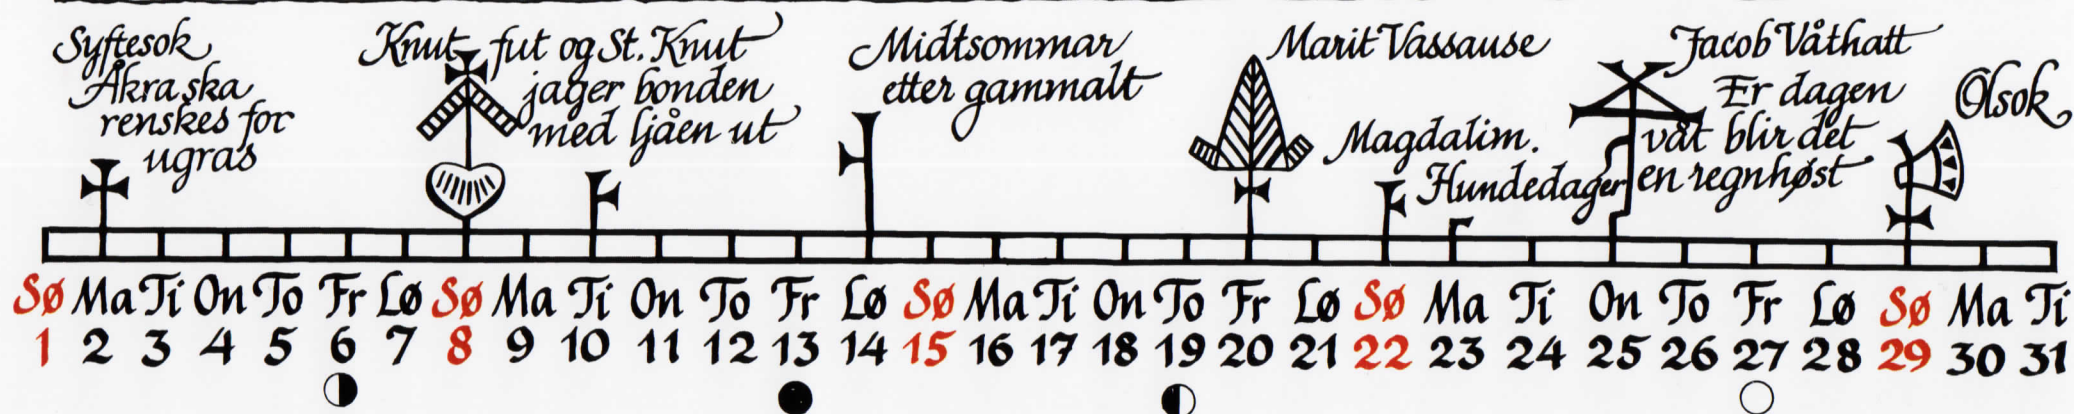 Syftesok
Åkra ska
renskes for
ugras
Knut fut og St. Knut
jager bonden
med ljåen ut
Midtsommar
etter gammalt
Marit Vassause
Magdalim.
Hundedager
Jacob Våthatt
Er dagen
våt blir det
en regnhøst
Olsok
Sø Ma Ti On To Fr Lø Sø Ma Ti On To Fr Lø Sø Ma Ti On To Fr Lø Sø Ma Ti On To Fr Lø Sø Ma Ti
1 2 3 4 5 6 7 8 9 10 11 12 13 14 15 16 17 18 19 20 21 22 23 24 25 26 27 28 29 30 31